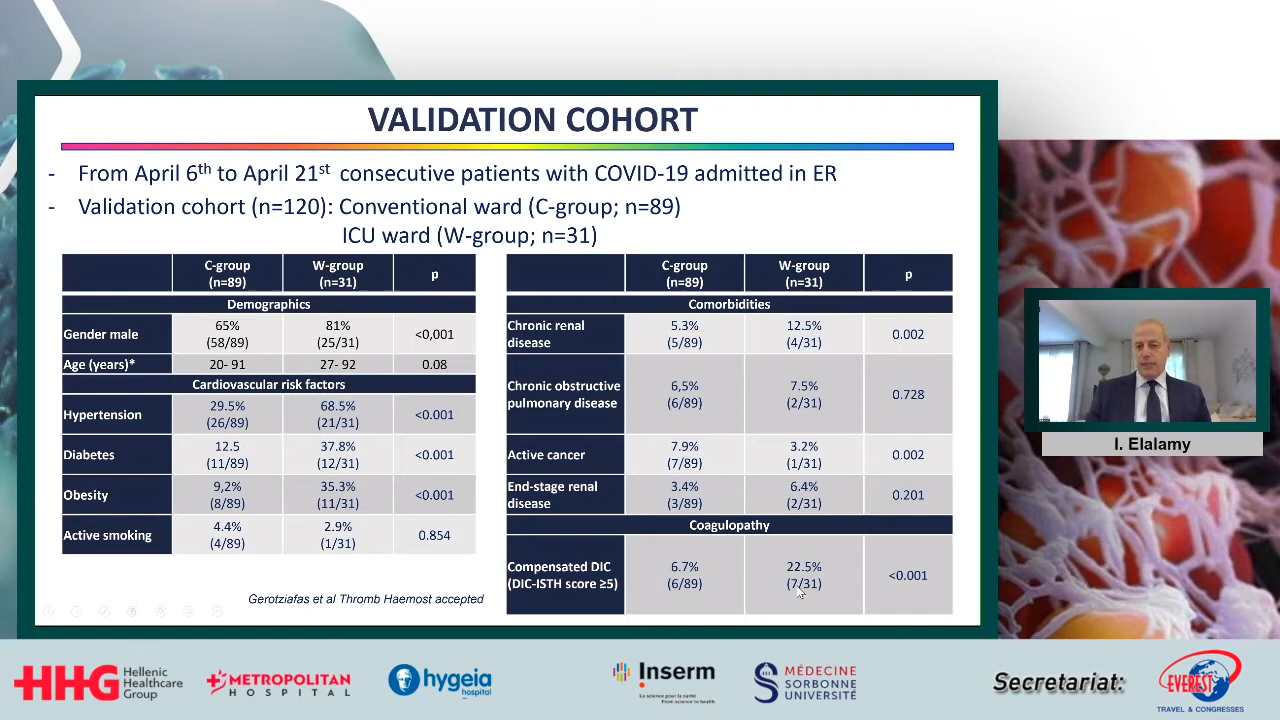 VALIDATION COHORT
- From April 6th to April 21st consecutive patients with COVID-19 admitted in ER
- Validation cohort (n=120): Conventional ward (C-group; n=89)
ICU ward (W-group; n=31)
C-group (n=89) W-group (n=31) p
Demographics
Gender male 65% (58/89) 81% (25/31) <0,001
Age (years)* 20- 91 27- 92 0.08
Cardiovascular risk factors
Hypertension 29.5% (26/89) 68.5% (21/31) <0.001
Diabetes 12.5 (11/89) 37.8% (12/31) <0.001
Obesity 9,2% (8/89) 35.3% (11/31) <0.001
Active smoking 4.4% (4/89) 2.9% (1/31) 0.854
Gerotziafas et al Thromb Haemost accepted
C-group (n=89) W-group (n=31) p
Comorbidities
Chronic renal disease 5.3% (5/89) 12.5% (4/31) 0.002
Chronic obstructive pulmonary disease 6,5% (6/89) 7.5% (2/31) 0.728
Active cancer 7.9% (7/89) 3.2% (1/31) 0.002
End-stage renal disease 3.4% (3/89) 6.4% (2/31) 0.201
Coagulopathy
Compensated DIC (DIC-ISTH score ≥5) 6.7% (6/89) 22.5% (7/31) <0.001
I. Elalamy
HHG Hellenic Healthcare Group
METROPOLITAN HOSPITAL
hygeia hospital
Inserm
La science pour la santé
From science to health
MÉDECINE SORBONNE UNIVERSITÉ
Secretariat:
EVEREST
TRAVEL & CONGRESSES